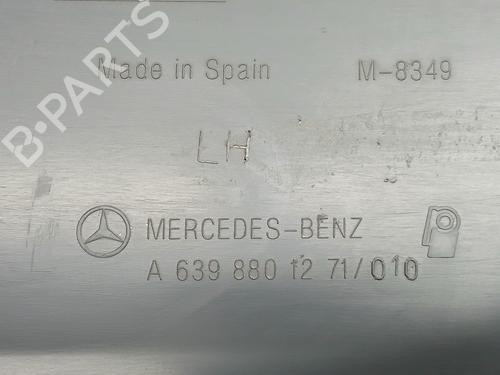 B-PARTS
Made in Spain M-8349
LH
MERCEDES-BENZ
A 639 880 12 71/010